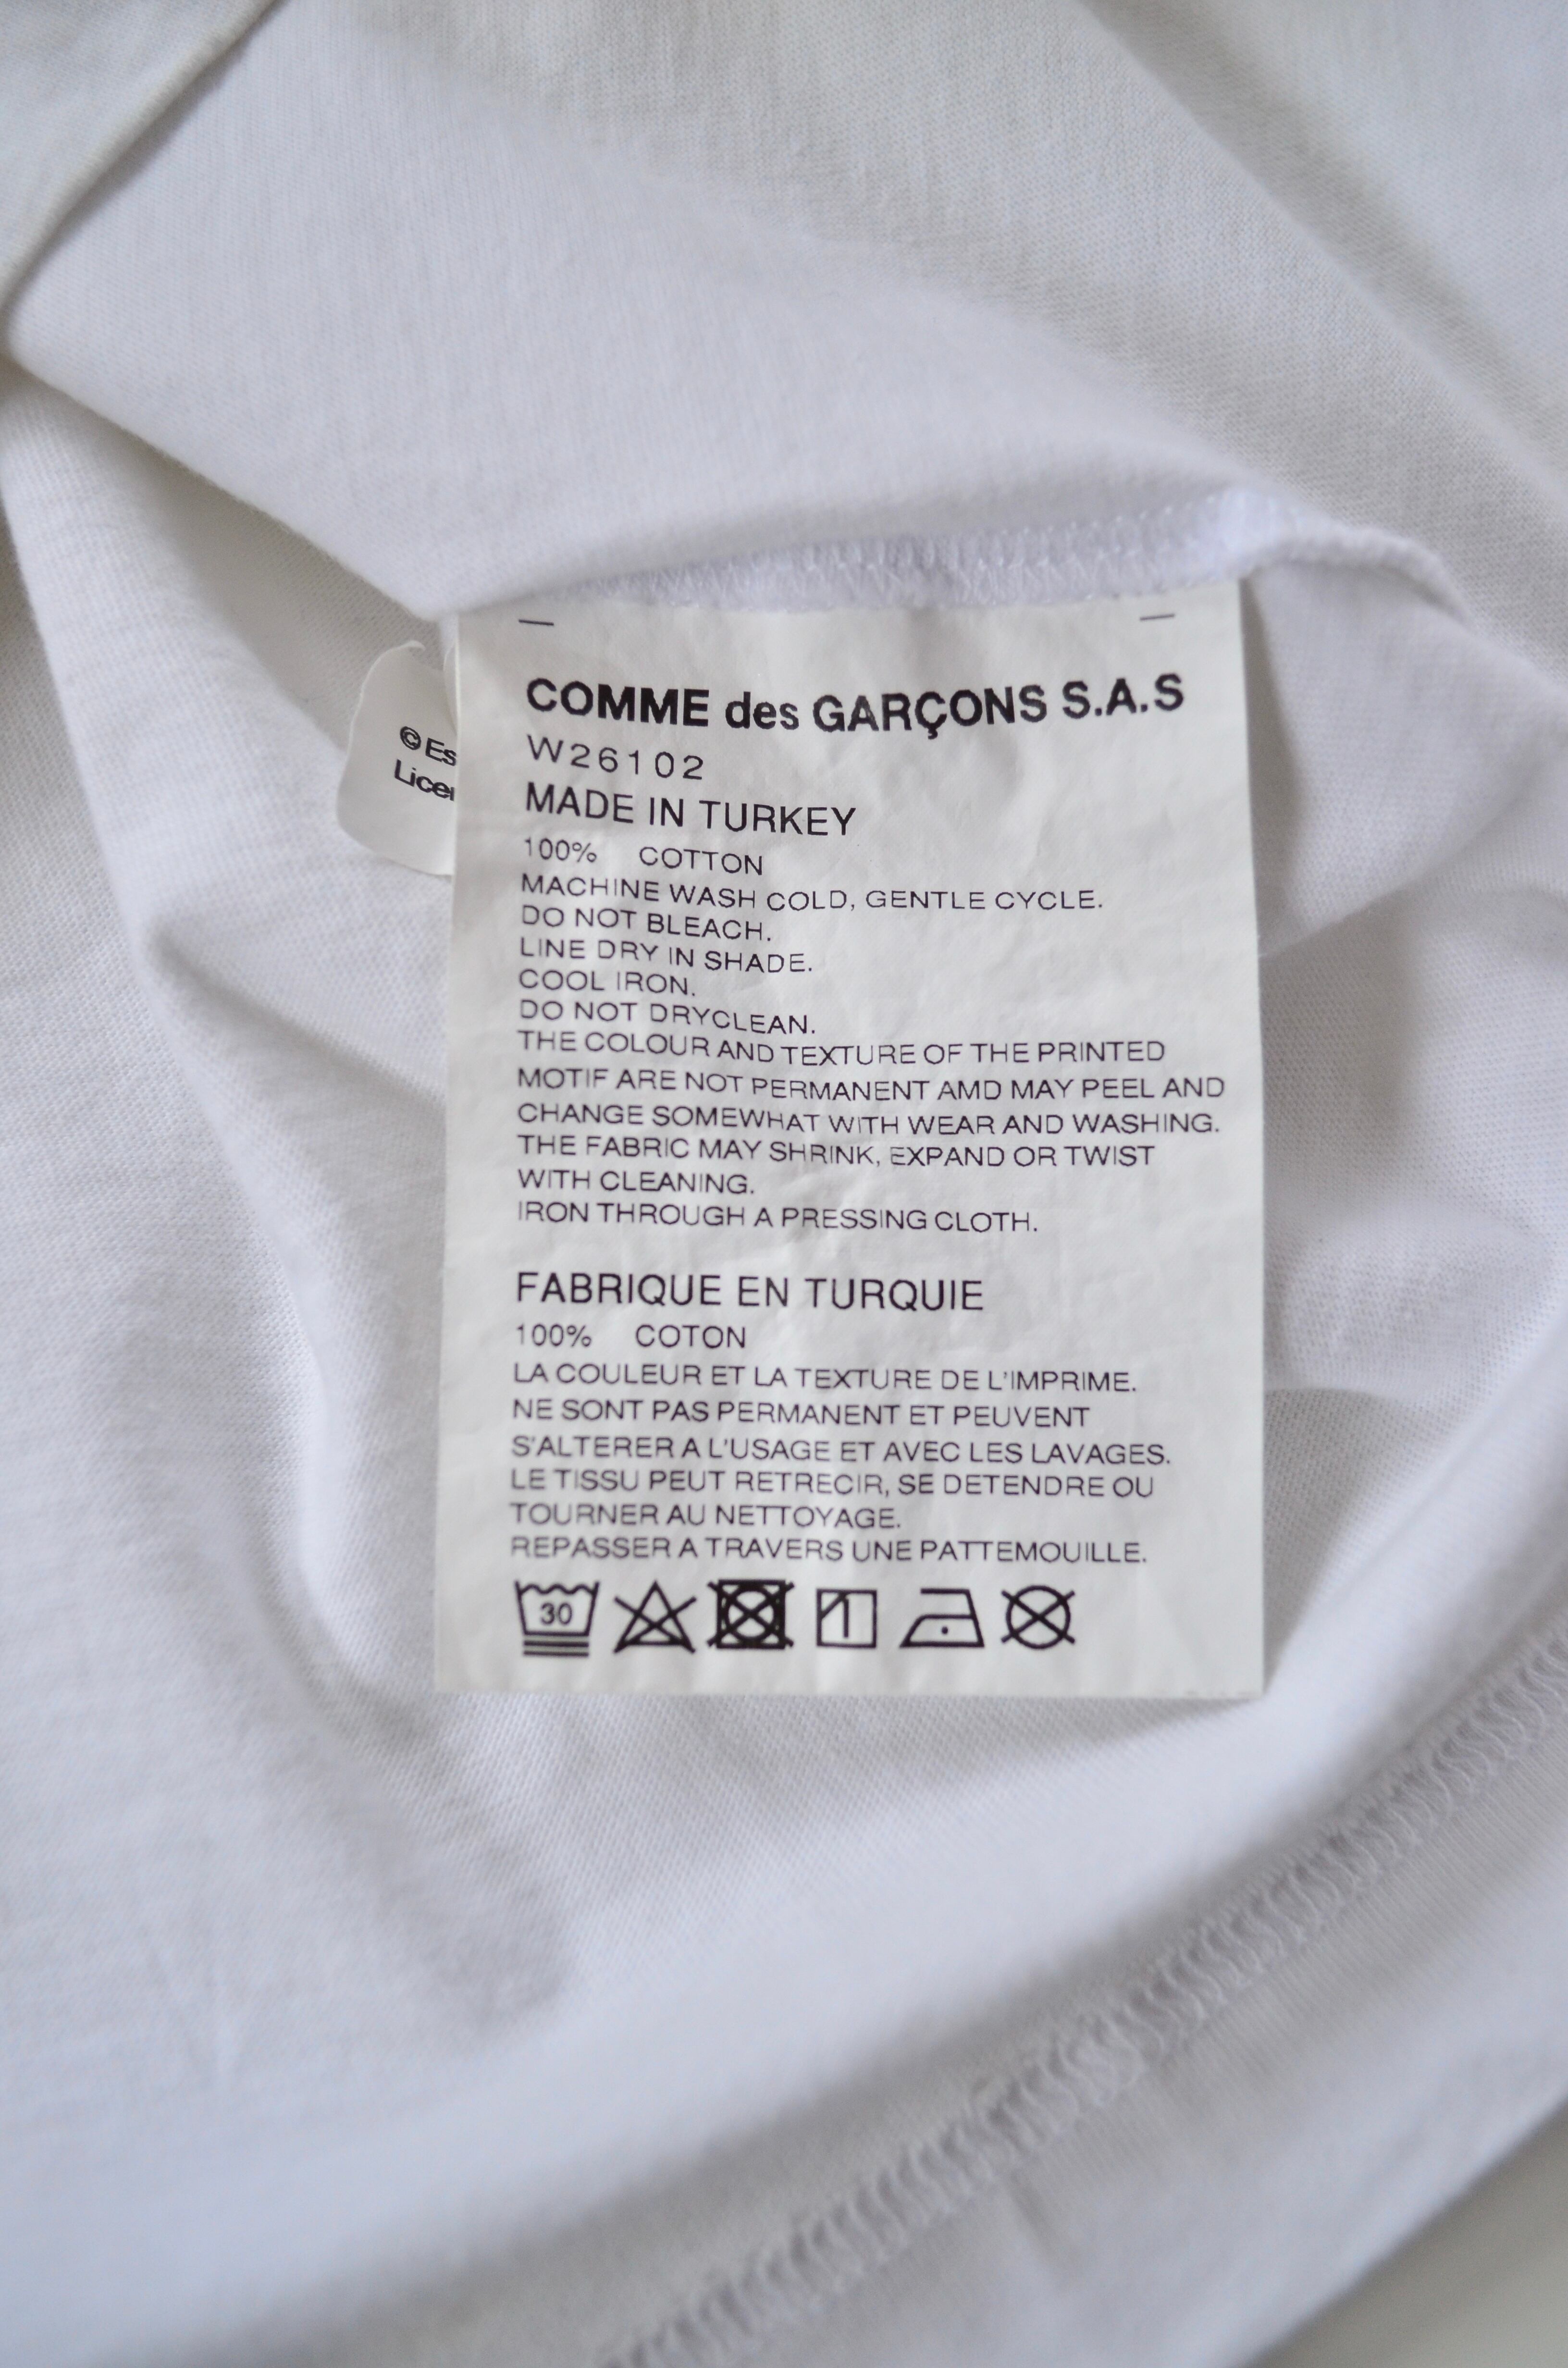 ©Es
Licen
COMME des GARÇONS S.A.S
W26102
MADE IN TURKEY
100% COTTON
MACHINE WASH COLD, GENTLE CYCLE.
DO NOT BLEACH.
LINE DRY IN SHADE.
COOL IRON.
DO NOT DRYCLEAN.
THE COLOUR AND TEXTURE OF THE PRINTED
MOTIF ARE NOT PERMANENT AMD MAY PEEL AND
CHANGE SOMEWHAT WITH WEAR AND WASHING.
THE FABRIC MAY SHRINK, EXPAND OR TWIST
WITH CLEANING.
IRON THROUGH A PRESSING CLOTH.
FABRIQUE EN TURQUIE
100% COTON
LA COULEUR ET LA TEXTURE DE L'IMPRIME.
NE SONT PAS PERMANENT ET PEUVENT
S'ALTERER A L'USAGE ET AVEC LES LAVAGES.
LE TISSU PEUT RETRECIR, SE DETENDRE OU
TOURNER AU NETTOYAGE.
REPASSER A TRAVERS UNE PATTEMOUILLE.
30